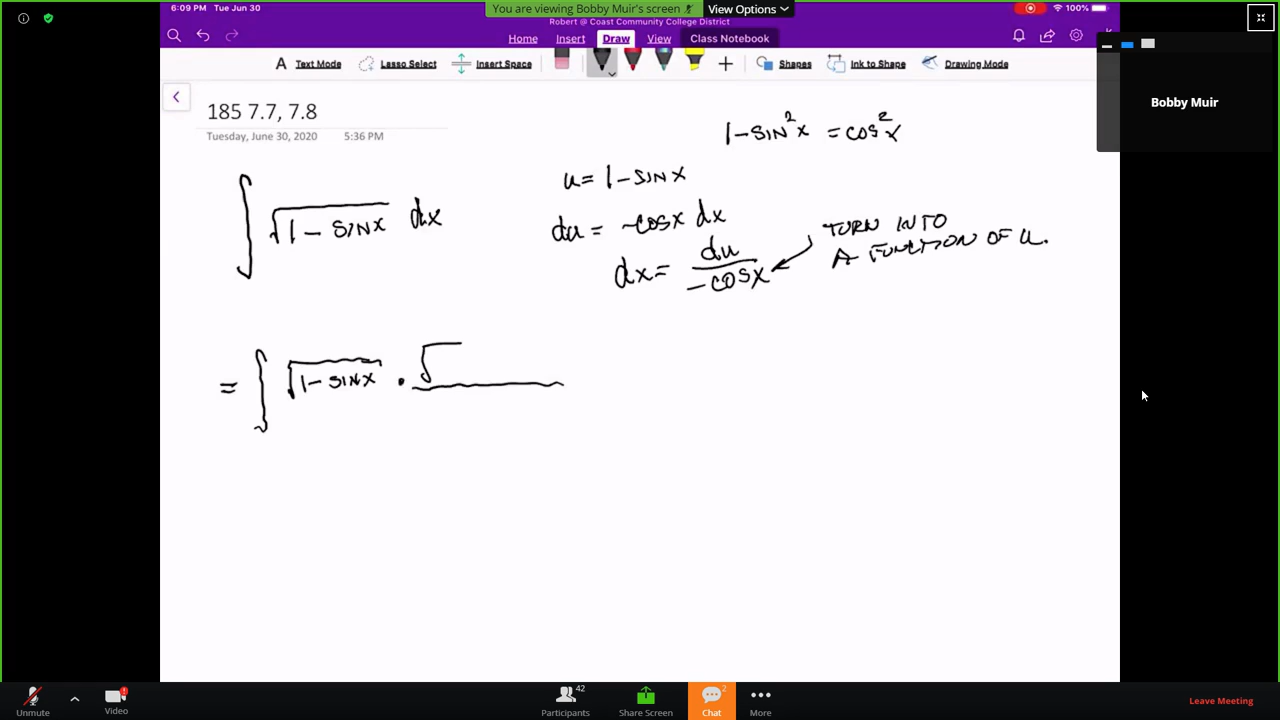 6:09 PM Tue Jun 30
You are viewing Bobby Muir's screen
View Options
100%
Robert @ Coast Community College District
Home Insert Draw View Class Notebook
Text Mode Lasso Select Insert Space Shapes Ink to Shape Drawing Mode
Bobby Muir
185 7.7, 7.8
Tuesday, June 30, 2020 5:36 PM
1 - sin²x = cos²x
u = 1 - sin x
∫ √(1 - sin x) dx
du = -cos x dx
dx = du / -cos x
TURN INTO
A FUNCTION OF u.
= ∫ √(1 - sin x) · √
Unmute
Video
42
Participants
Share Screen
2
Chat
More
Leave Meeting